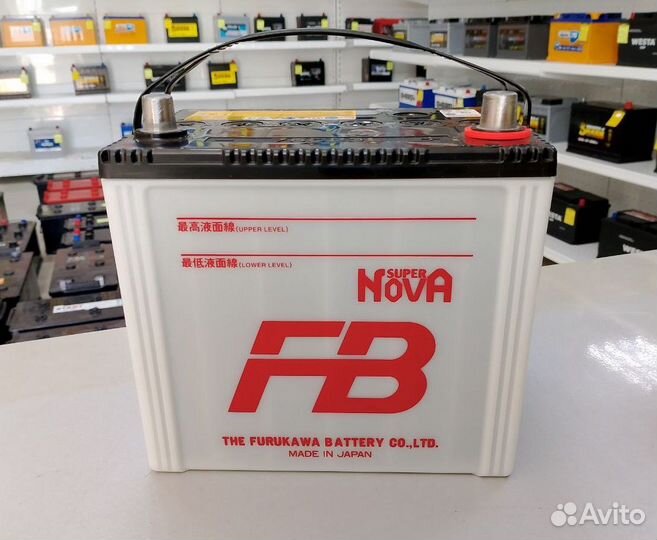 WESTA
最高液面線(UPPER LEVEL)
最低液面線(LOWER LEVEL)
SUPER
NOVA
FB
THE FURUKAWA BATTERY CO.,LTD.
MADE IN JAPAN
Avito